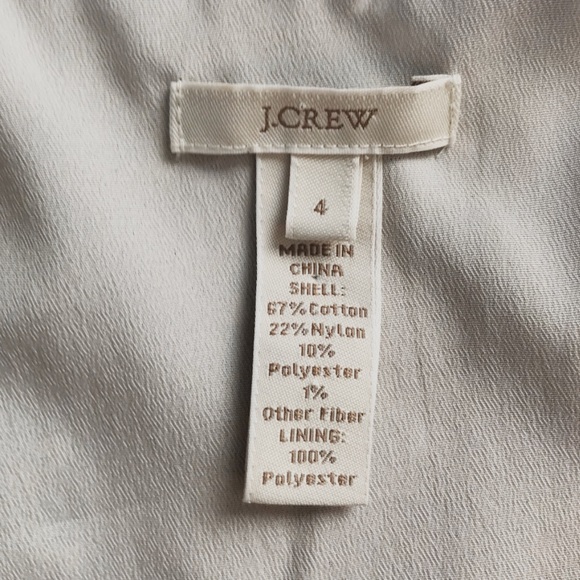 J.CREW
4
MADE IN
CHINA
SHELL:
67% Cotton
22% Nylon
10%
Polyester
1%
Other Fiber
LINING:
100%
Polyester